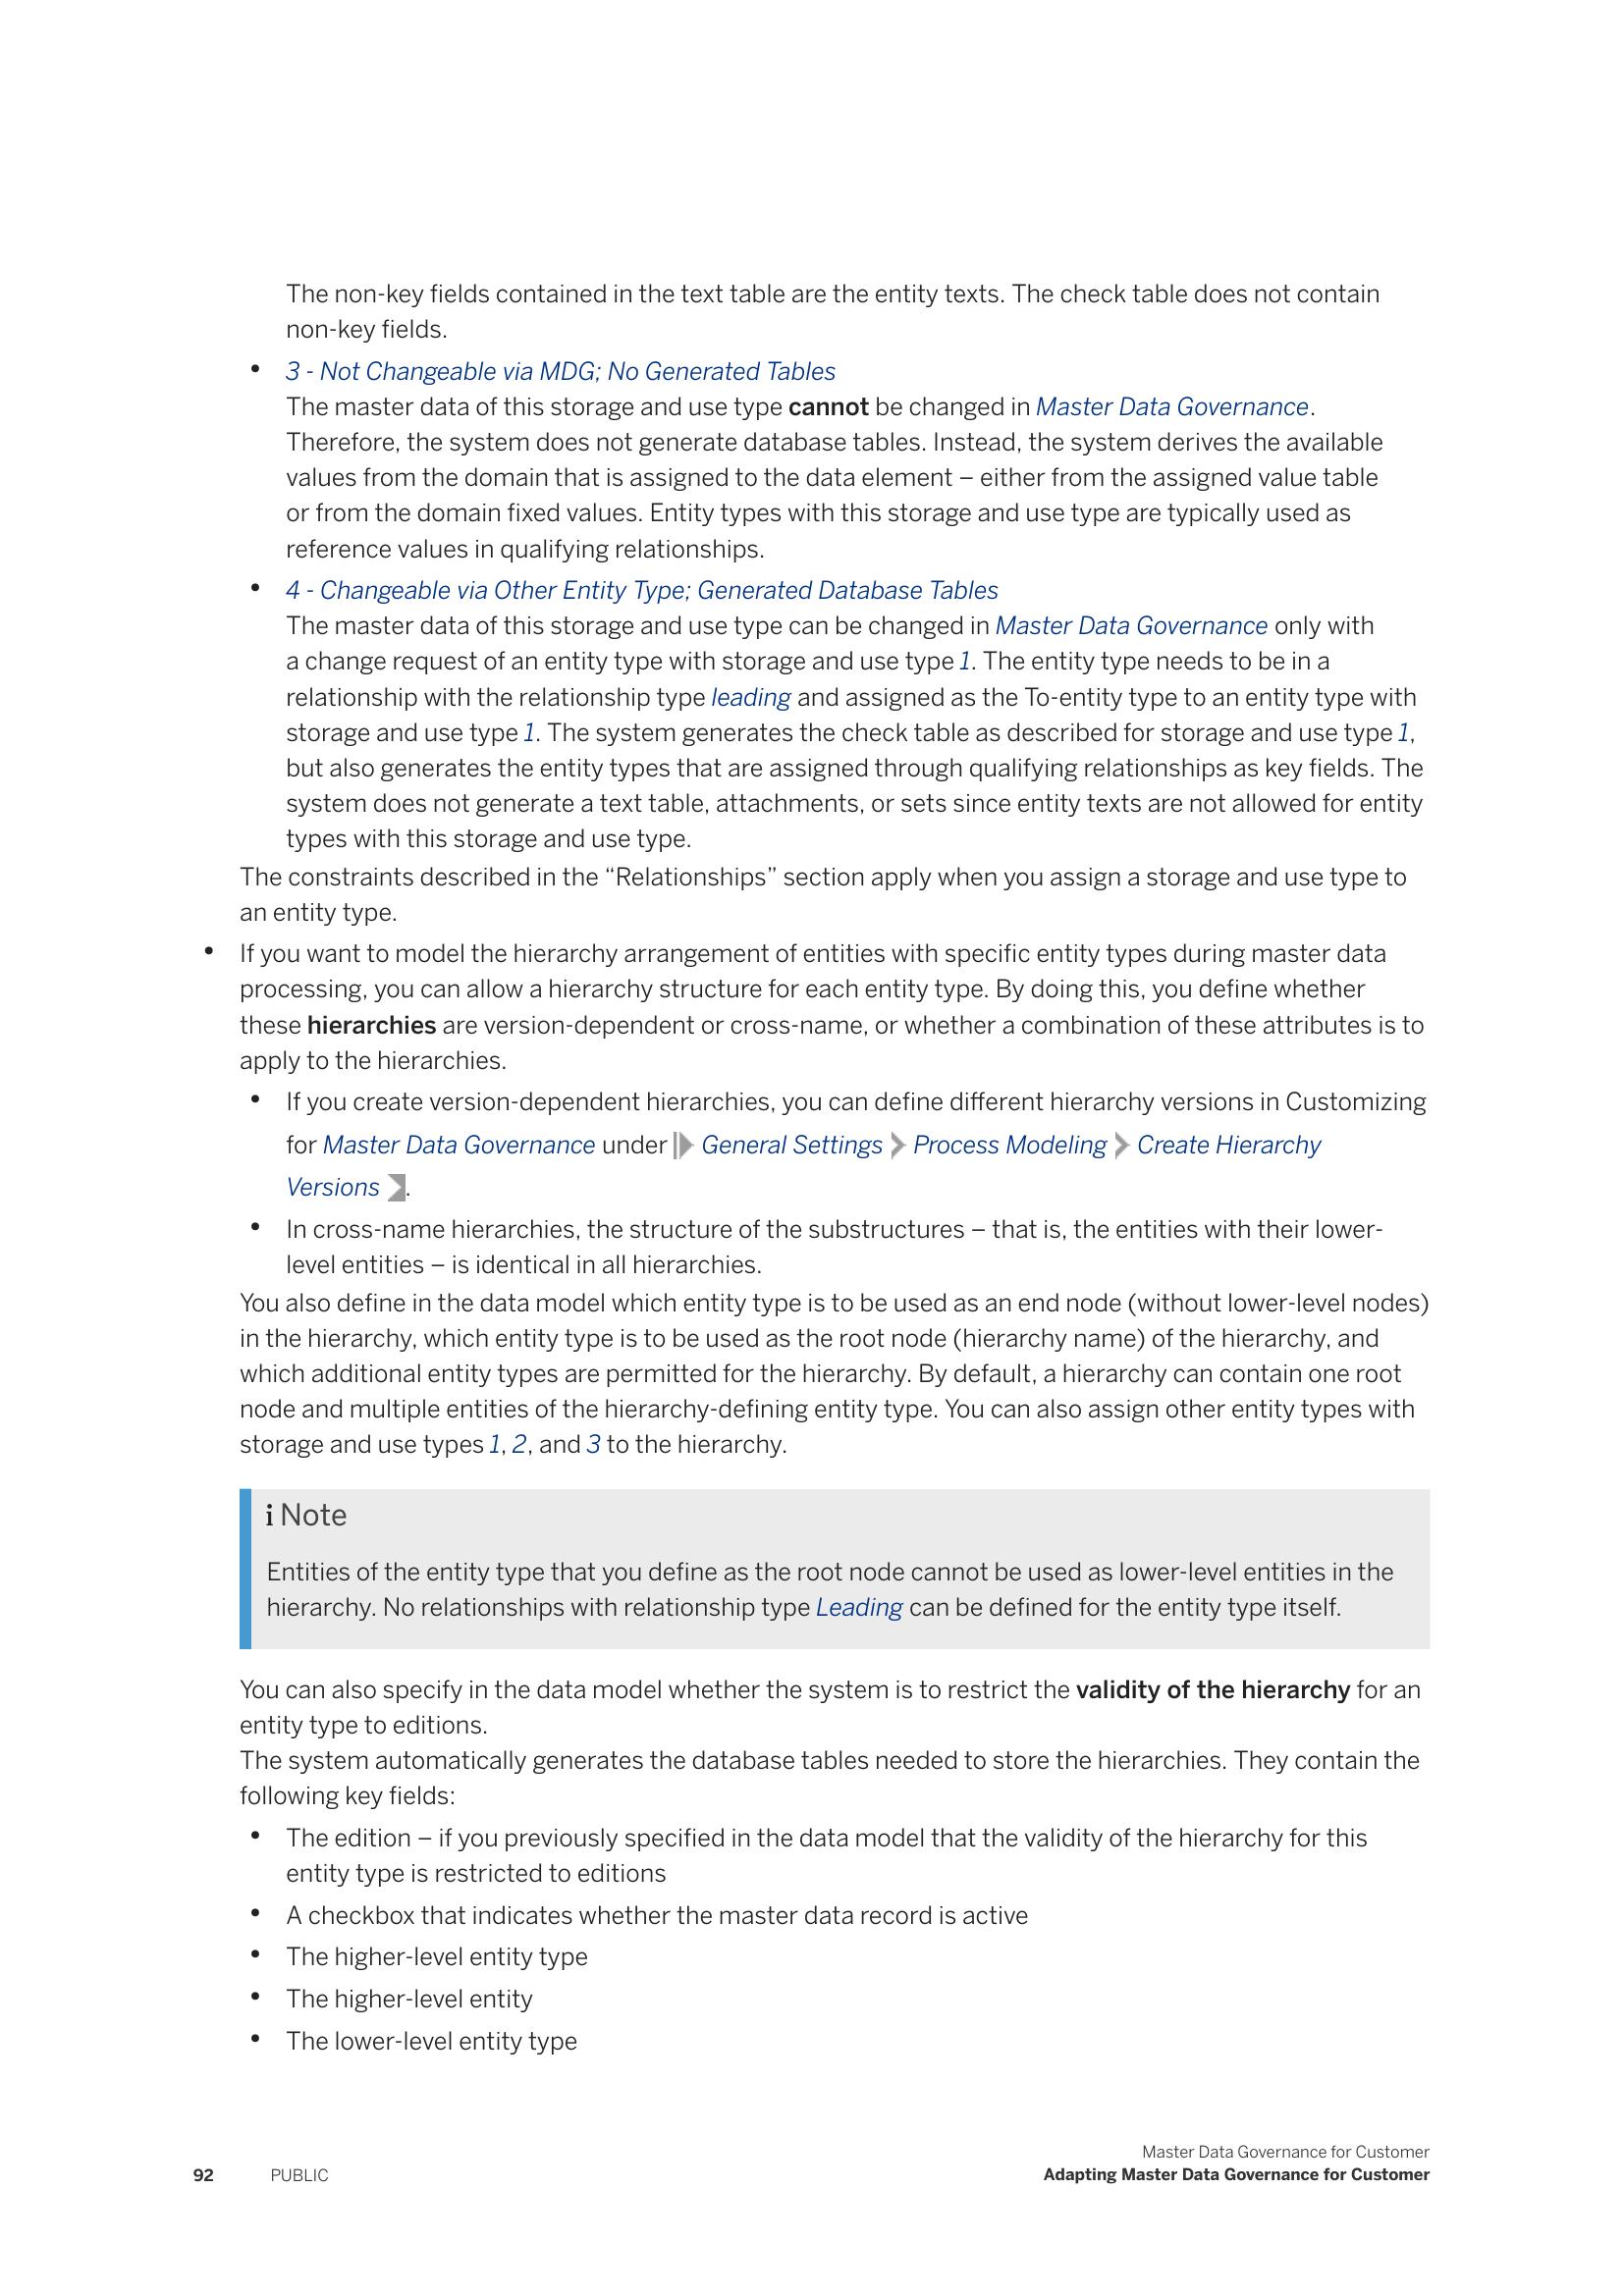 The non-key fields contained in the text table are the entity texts. The check table does not contain
non-key fields.
• 3 - Not Changeable via MDG; No Generated Tables
The master data of this storage and use type cannot be changed in Master Data Governance.
Therefore, the system does not generate database tables. Instead, the system derives the available
values from the domain that is assigned to the data element – either from the assigned value table
or from the domain fixed values. Entity types with this storage and use type are typically used as
reference values in qualifying relationships.
• 4 - Changeable via Other Entity Type; Generated Database Tables
The master data of this storage and use type can be changed in Master Data Governance only with
a change request of an entity type with storage and use type 1. The entity type needs to be in a
relationship with the relationship type leading and assigned as the To-entity type to an entity type with
storage and use type 1. The system generates the check table as described for storage and use type 1,
but also generates the entity types that are assigned through qualifying relationships as key fields. The
system does not generate a text table, attachments, or sets since entity texts are not allowed for entity
types with this storage and use type.
The constraints described in the “Relationships” section apply when you assign a storage and use type to
an entity type.
• If you want to model the hierarchy arrangement of entities with specific entity types during master data
processing, you can allow a hierarchy structure for each entity type. By doing this, you define whether
these hierarchies are version-dependent or cross-name, or whether a combination of these attributes is to
apply to the hierarchies.
• If you create version-dependent hierarchies, you can define different hierarchy versions in Customizing
for Master Data Governance under General Settings Process Modeling Create Hierarchy
Versions .
• In cross-name hierarchies, the structure of the substructures – that is, the entities with their lower-
level entities – is identical in all hierarchies.
You also define in the data model which entity type is to be used as an end node (without lower-level nodes)
in the hierarchy, which entity type is to be used as the root node (hierarchy name) of the hierarchy, and
which additional entity types are permitted for the hierarchy. By default, a hierarchy can contain one root
node and multiple entities of the hierarchy-defining entity type. You can also assign other entity types with
storage and use types 1, 2, and 3 to the hierarchy.
i Note
Entities of the entity type that you define as the root node cannot be used as lower-level entities in the
hierarchy. No relationships with relationship type Leading can be defined for the entity type itself.
You can also specify in the data model whether the system is to restrict the validity of the hierarchy for an
entity type to editions.
The system automatically generates the database tables needed to store the hierarchies. They contain the
following key fields:
• The edition – if you previously specified in the data model that the validity of the hierarchy for this
entity type is restricted to editions
• A checkbox that indicates whether the master data record is active
• The higher-level entity type
• The higher-level entity
• The lower-level entity type
Master Data Governance for Customer
92 PUBLIC Adapting Master Data Governance for Customer